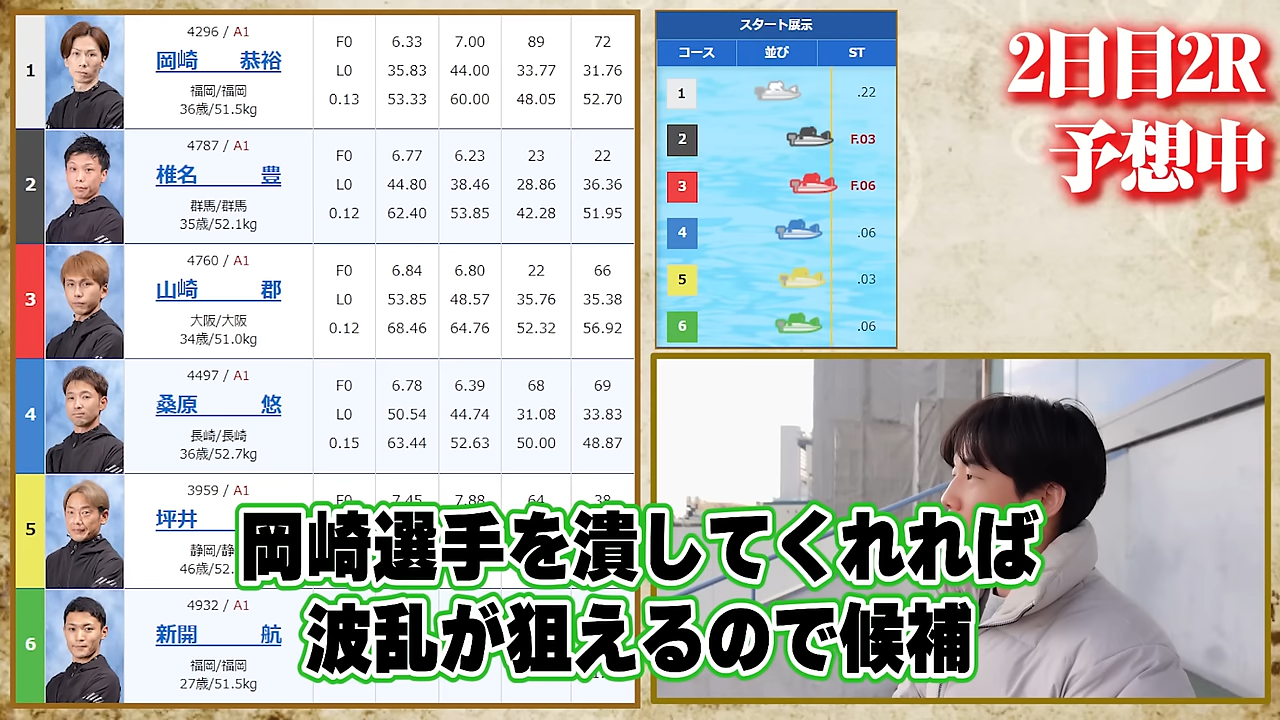 1
4296 / A1
岡崎 恭裕
福岡/福岡
36歳/51.5kg
F0 6.33 7.00 89 72
L0 35.83 44.00 33.77 31.76
0.13 53.33 60.00 48.05 52.70
2
4787 / A1
椎名 豊
群馬/群馬
35歳/52.1kg
F0 6.77 6.23 23 22
L0 44.80 38.46 28.86 36.36
0.12 62.40 53.85 42.28 51.95
3
4760 / A1
山崎 郡
大阪/大阪
34歳/51.0kg
F0 6.84 6.80 22 66
L0 53.85 48.57 35.76 35.38
0.12 68.46 64.76 52.32 56.92
4
4497 / A1
桑原 悠
長崎/長崎
36歳/52.7kg
F0 6.78 6.39 68 69
L0 50.54 44.74 31.08 33.83
0.15 63.44 52.63 50.00 48.87
5
3959 / A1
坪井
静岡/静
46歳/52.
F0 7.45 7.88 64 38
6
4932 / A1
新開 航
福岡/福岡
27歳/51.5kg
スタート展示
コース 並び ST
1 .22
2 F.03
3 F.06
4 .06
5 .03
6 .06
2日目2R
予想中
岡崎選手を潰してくれれば
波乱が狙えるので候補